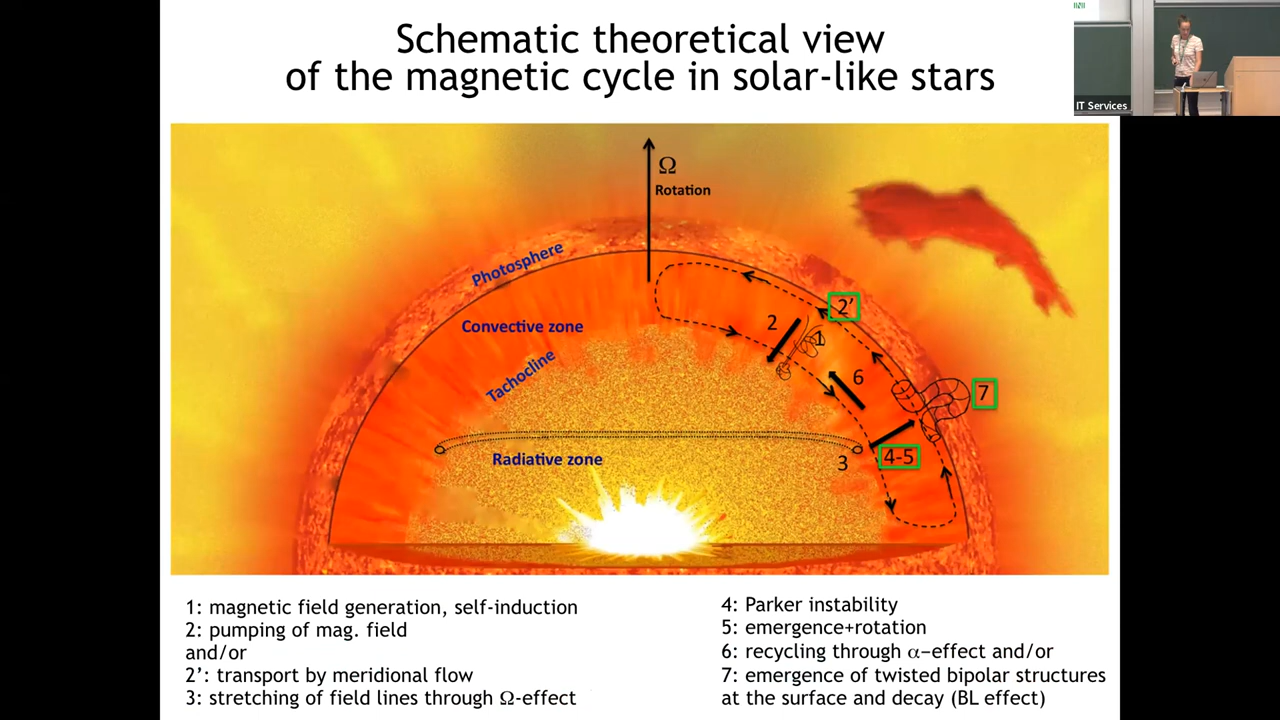 Schematic theoretical view
of the magnetic cycle in solar-like stars
IT Services
Ω
Rotation
Photosphere
Convective zone
Tachocline
Radiative zone
2
1
2’
6
7
3
4-5
1: magnetic field generation, self-induction
2: pumping of mag. field
and/or
2’: transport by meridional flow
3: stretching of field lines through Ω-effect
4: Parker instability
5: emergence+rotation
6: recycling through α–effect and/or
7: emergence of twisted bipolar structures
at the surface and decay (BL effect)